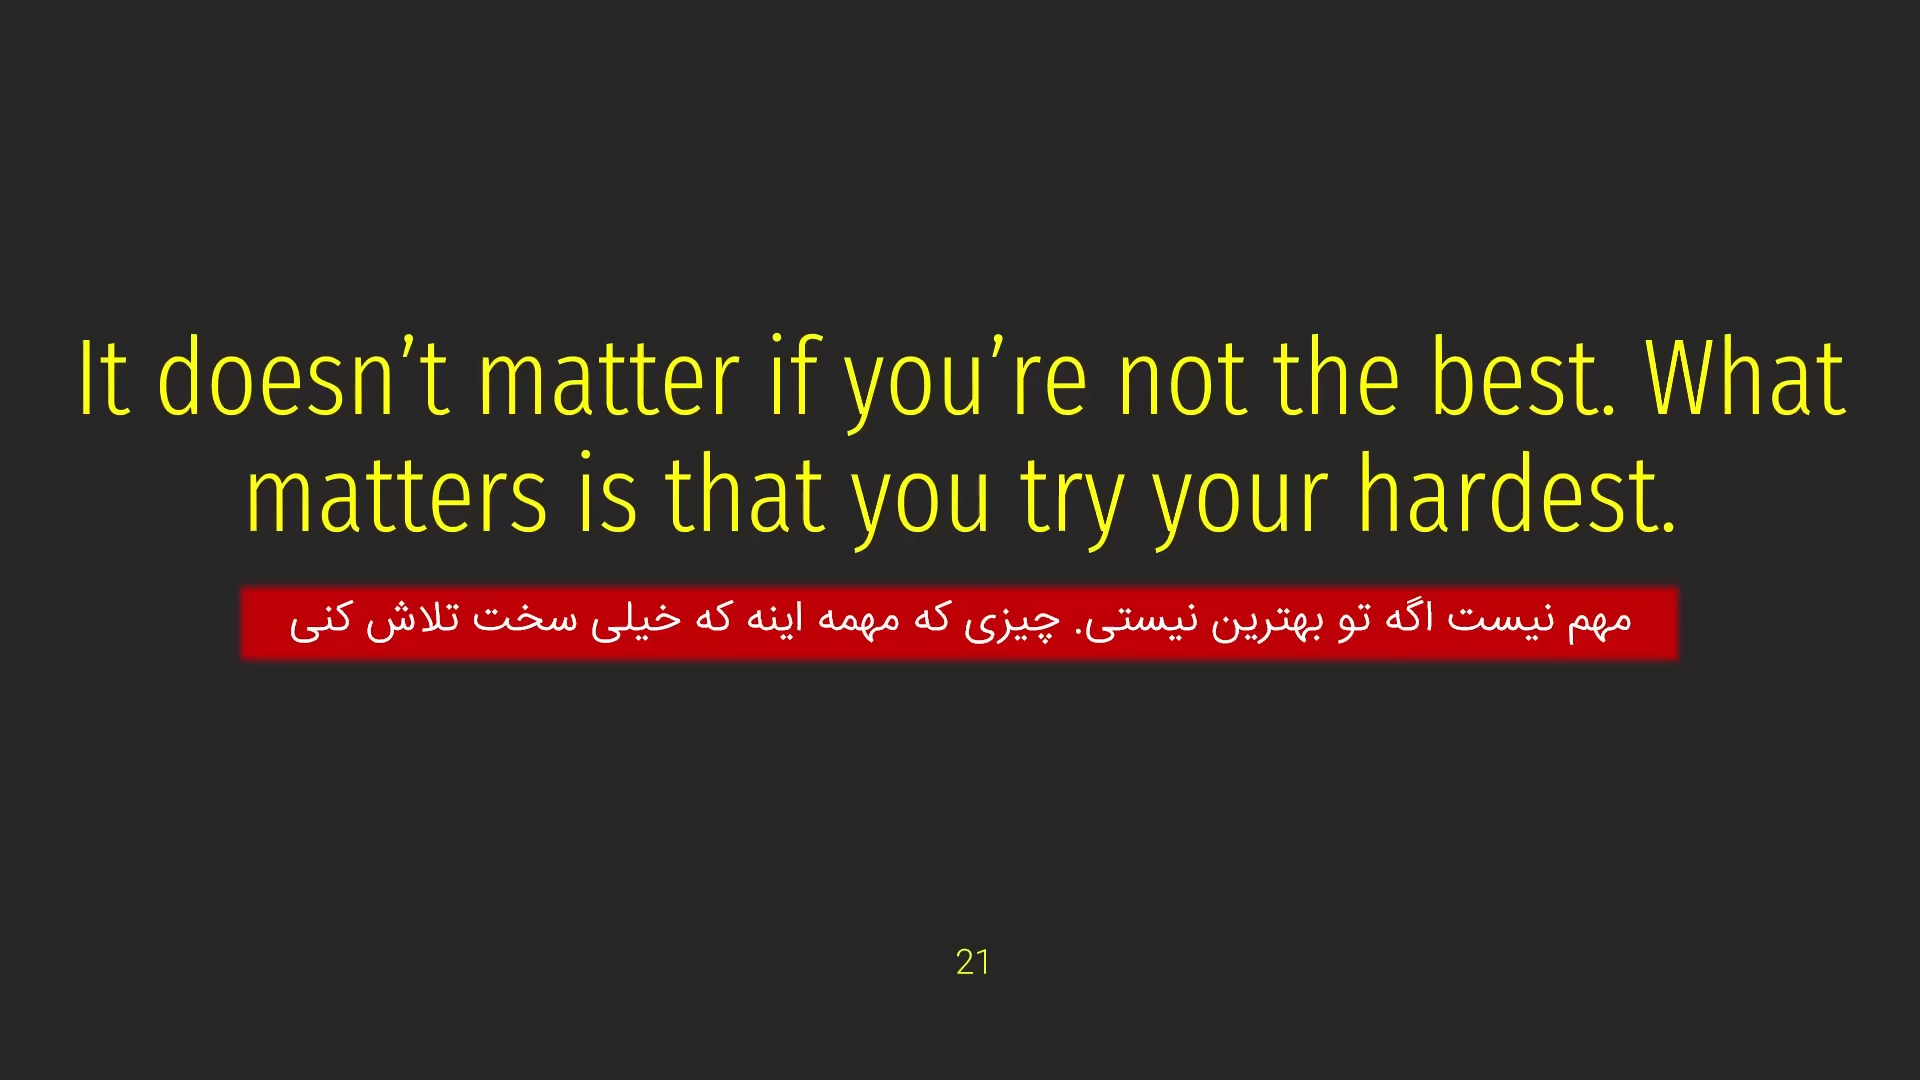 It doesn’t matter if you’re not the best. What
matters is that you try your hardest.
مهم نیست اگه تو بهترین نیستی. چیزی که مهمه اینه که خیلی سخت تلاش کنی
21